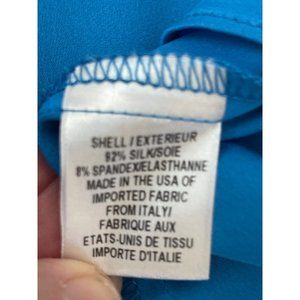 SHELL / EXTERIEUR
92% SILK/SOIE
8% SPANDEX/ELASTHANNE
MADE IN THE USA OF
IMPORTED FABRIC
FROM ITALY/
FABRIQUE AUX
ETATS-UNIS DE TISSU
IMPORTE D'ITALIE